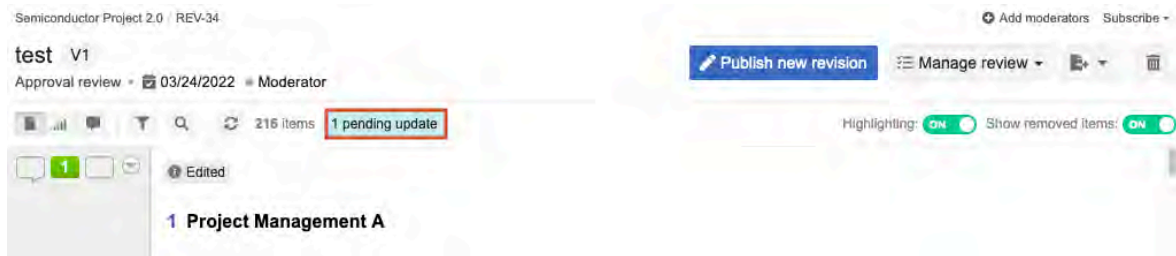 Semiconductor Project 2.0 / REV-34
Add moderators Subscribe
test V1
Publish new revision Manage review
Approval review 03/24/2022 Moderator
216 items 1 pending update Highlighting: ON Show removed items: ON
1 Edited
1 Project Management A